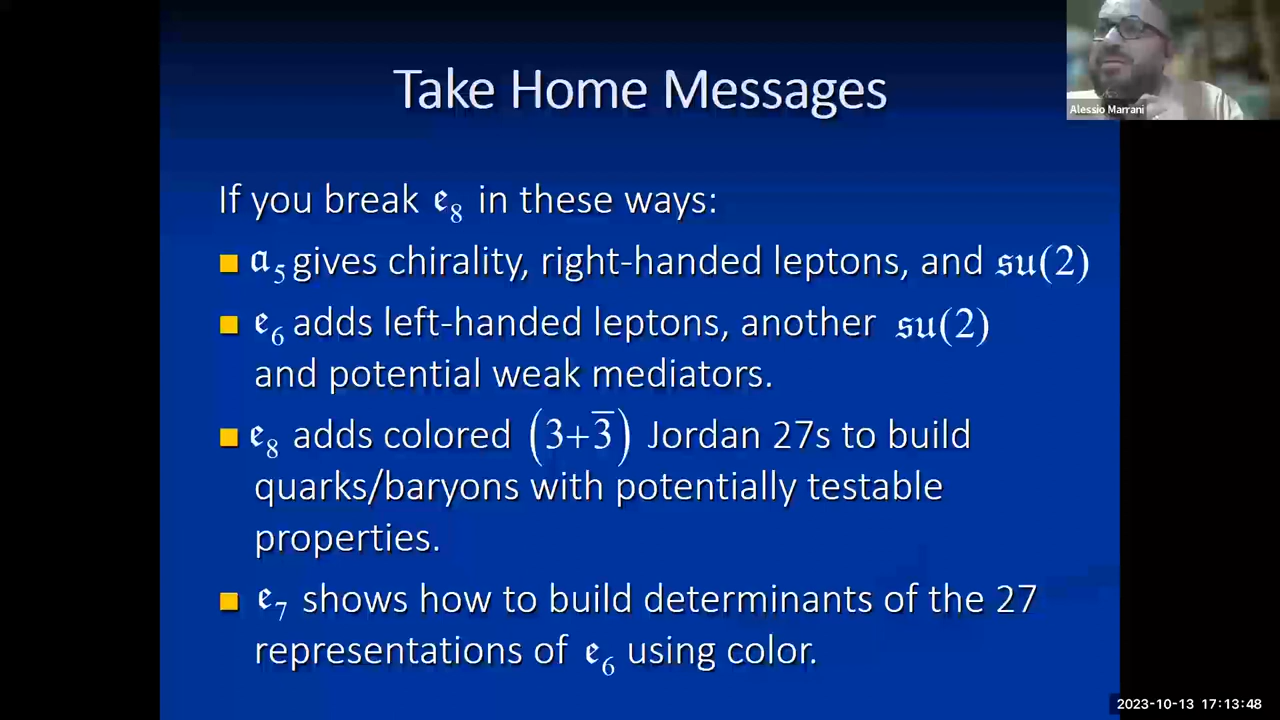 Take Home Messages
Alessio Marrani
If you break 𝔢₈ in these ways:
𝔞₅ gives chirality, right-handed leptons, and 𝔰𝔲(2)
𝔢₆ adds left-handed leptons, another 𝔰𝔲(2)
and potential weak mediators.
𝔢₈ adds colored (3+3̅) Jordan 27s to build
quarks/baryons with potentially testable
properties.
𝔢₇ shows how to build determinants of the 27
representations of 𝔢₆ using color.
2023-10-13 17:13:48